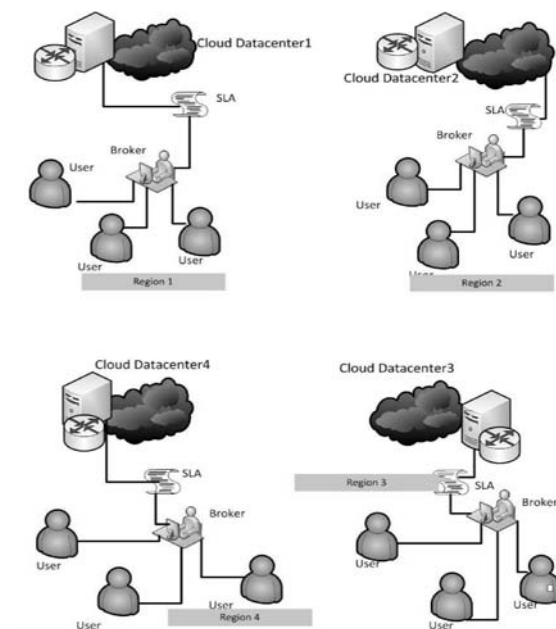 Cloud Datacenter1
SLA
Broker
User
User
User
Region 1
Cloud Datacenter2
SLA
Broker
User
User
User
Region 2
Cloud Datacenter4
SLA
Broker
User
User
User
Region 4
Cloud Datacenter3
Region 3
SLA
Broker
User
User
User